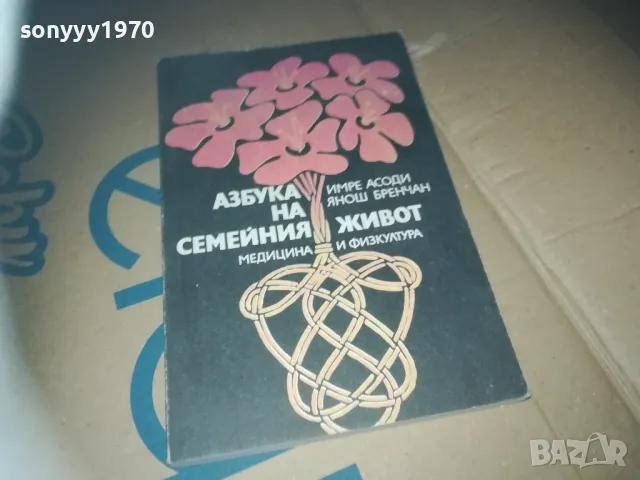 sonyyy1970
ИМРЕ АСОДИ
ЯНОШ БРЕНЧАН
АЗБУКА
НА
СЕМЕЙНИЯ ЖИВОТ
МЕДИЦИНА И ФИЗКУЛТУРА
BAZAR